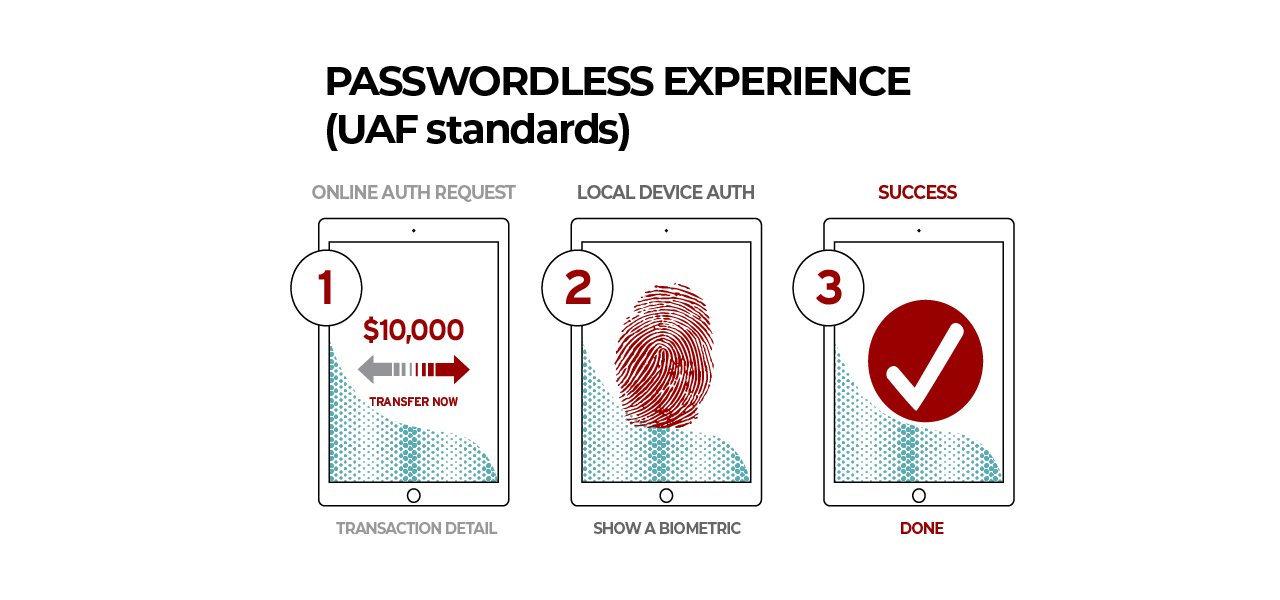 PASSWORDLESS EXPERIENCE
(UAF standards)
ONLINE AUTH REQUEST
LOCAL DEVICE AUTH
SUCCESS
1
2
3
$10,000
TRANSFER NOW
TRANSACTION DETAIL
SHOW A BIOMETRIC
DONE